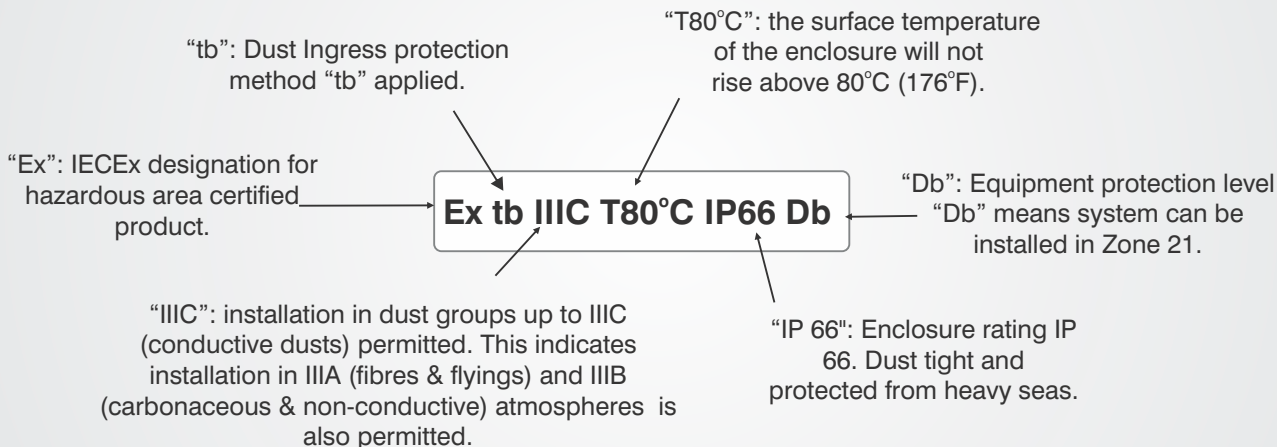 “T80°C”: the surface temperature
of the enclosure will not
rise above 80°C (176°F).
“tb”: Dust Ingress protection
method “tb” applied.
“Ex”: IECEx designation for
hazardous area certified
product.
Ex tb IIIC T80°C IP66 Db
“Db”: Equipment protection level
“Db” means system can be
installed in Zone 21.
“IIIC”: installation in dust groups up to IIIC
(conductive dusts) permitted. This indicates
installation in IIIA (fibres & flyings) and IIIB
(carbonaceous & non-conductive) atmospheres is
also permitted.
“IP 66": Enclosure rating IP
66. Dust tight and
protected from heavy seas.